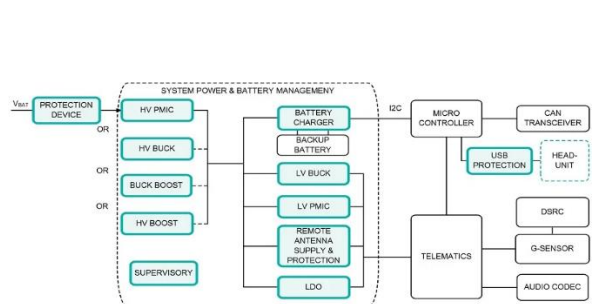 SYSTEM POWER & BATTERY MANAGEMENY
VBAT
PROTECTION
DEVICE
HV PMIC
OR
HV BUCK
OR
BUCK BOOST
OR
HV BOOST
SUPERVISORY
BATTERY
CHARGER
BACKUP
BATTERY
LV BUCK
LV PMIC
REMOTE
ANTENNA
SUPPLY &
PROTECTION
LDO
I2C
MICRO
CONTROLLER
CAN
TRANSCEIVER
USB
PROTECTION
HEAD-
UNIT
TELEMATICS
DSRC
G-SENSOR
AUDIO CODEC